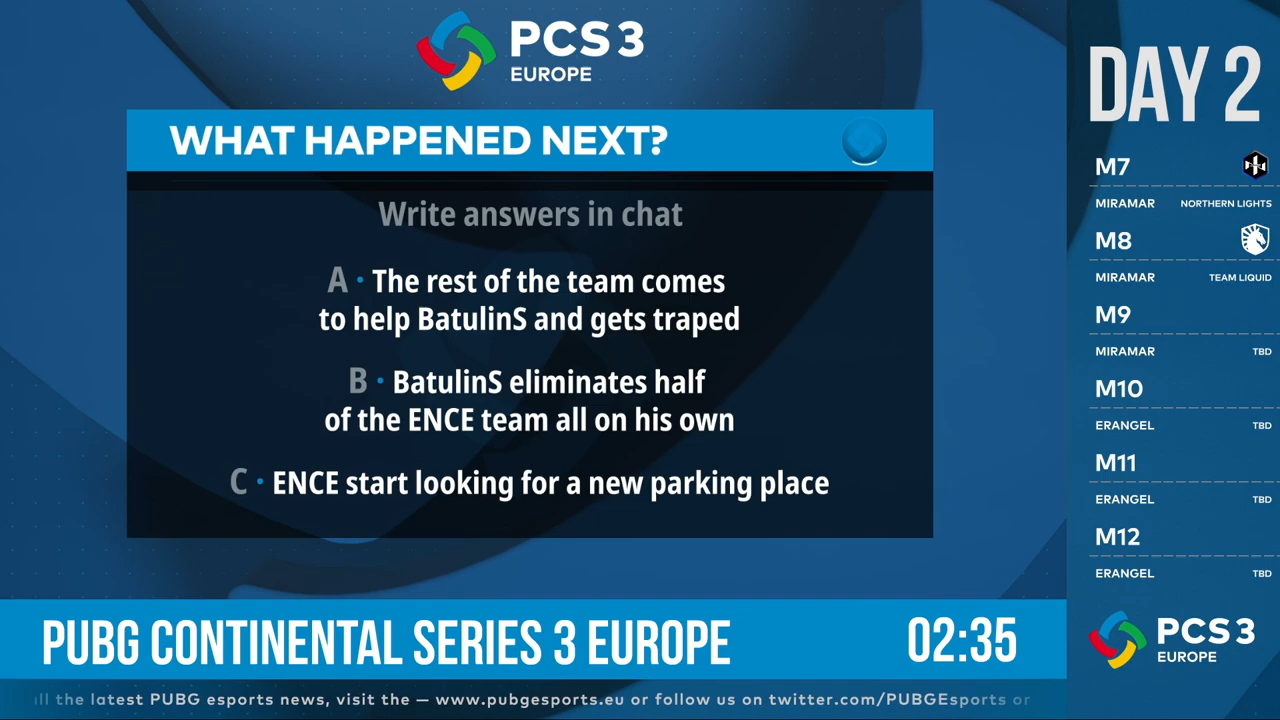 PCS 3
EUROPE
WHAT HAPPENED NEXT?
Write answers in chat
A · The rest of the team comes
to help BatulinS and gets traped
B · BatulinS eliminates half
of the ENCE team all on his own
C · ENCE start looking for a new parking place
PUBG CONTINENTAL SERIES 3 EUROPE
02:35
the latest PUBG esports news, visit the — www.pubgesports.eu or follow us on twitter.com/PUBGEsports or
DAY 2
M7
MIRAMAR NORTHERN LIGHTS
M8
MIRAMAR TEAM LIQUID
M9
MIRAMAR TBD
M10
ERANGEL TBD
M11
ERANGEL TBD
M12
ERANGEL TBD
PCS 3
EUROPE